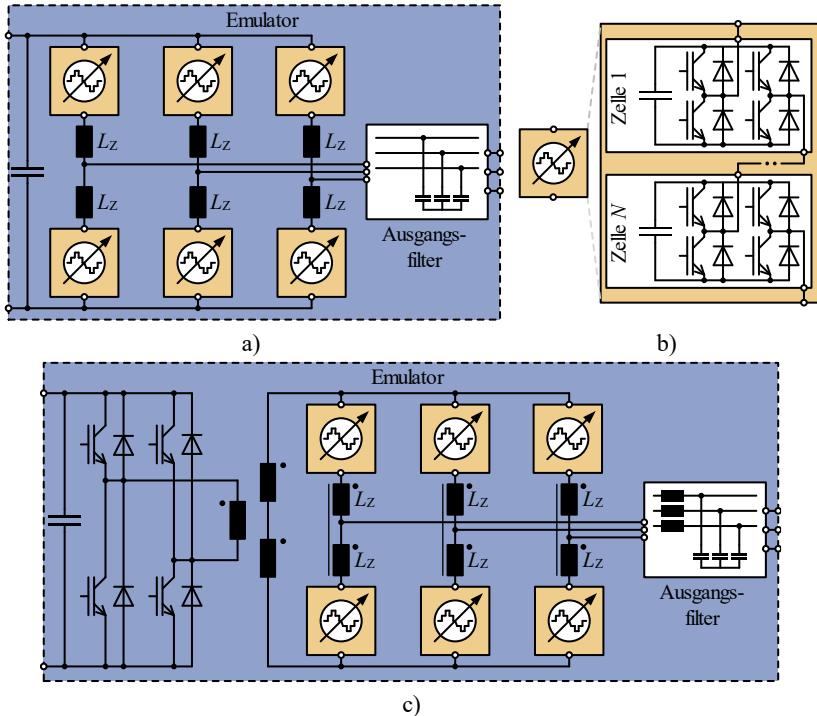 Emulator
L_Z
L_Z
L_Z
L_Z
L_Z
L_Z
Ausgangs-
filter
Zelle 1
Zelle N
a)
b)
Emulator
L_Z
L_Z
L_Z
L_Z
L_Z
L_Z
Ausgangs-
filter
c)